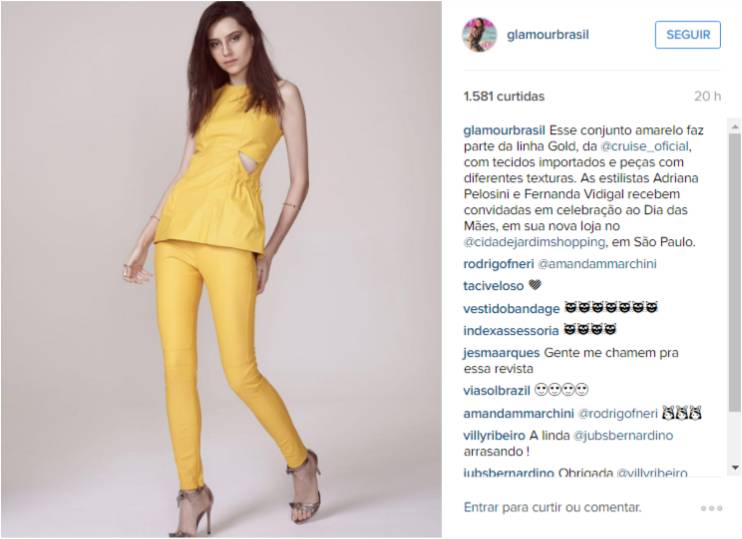 glamourbrasil
SEGUIR
1.581 curtidas
20 h
glamourbrasil Esse conjunto amarelo faz
parte da linha Gold, da @cruise_oficial,
com tecidos importados e peças com
diferentes texturas. As estilistas Adriana
Pelosini e Fernanda Vidigal recebem
convidadas em celebração ao Dia das
Mães, em sua nova loja no
@cidadejardimshopping, em São Paulo.
rodrigofneri @amandammarchini
taciveloso
vestidobandage
indexassessoria
jesmaarques Gente me chamem pra
essa revista
viasolbrazil
amandammarchini @rodrigofneri
villyribeiro A linda @jubsbernardino
arrasando !
jubsbernardino Obrigada @villyribeiro
Entrar para curtir ou comentar.